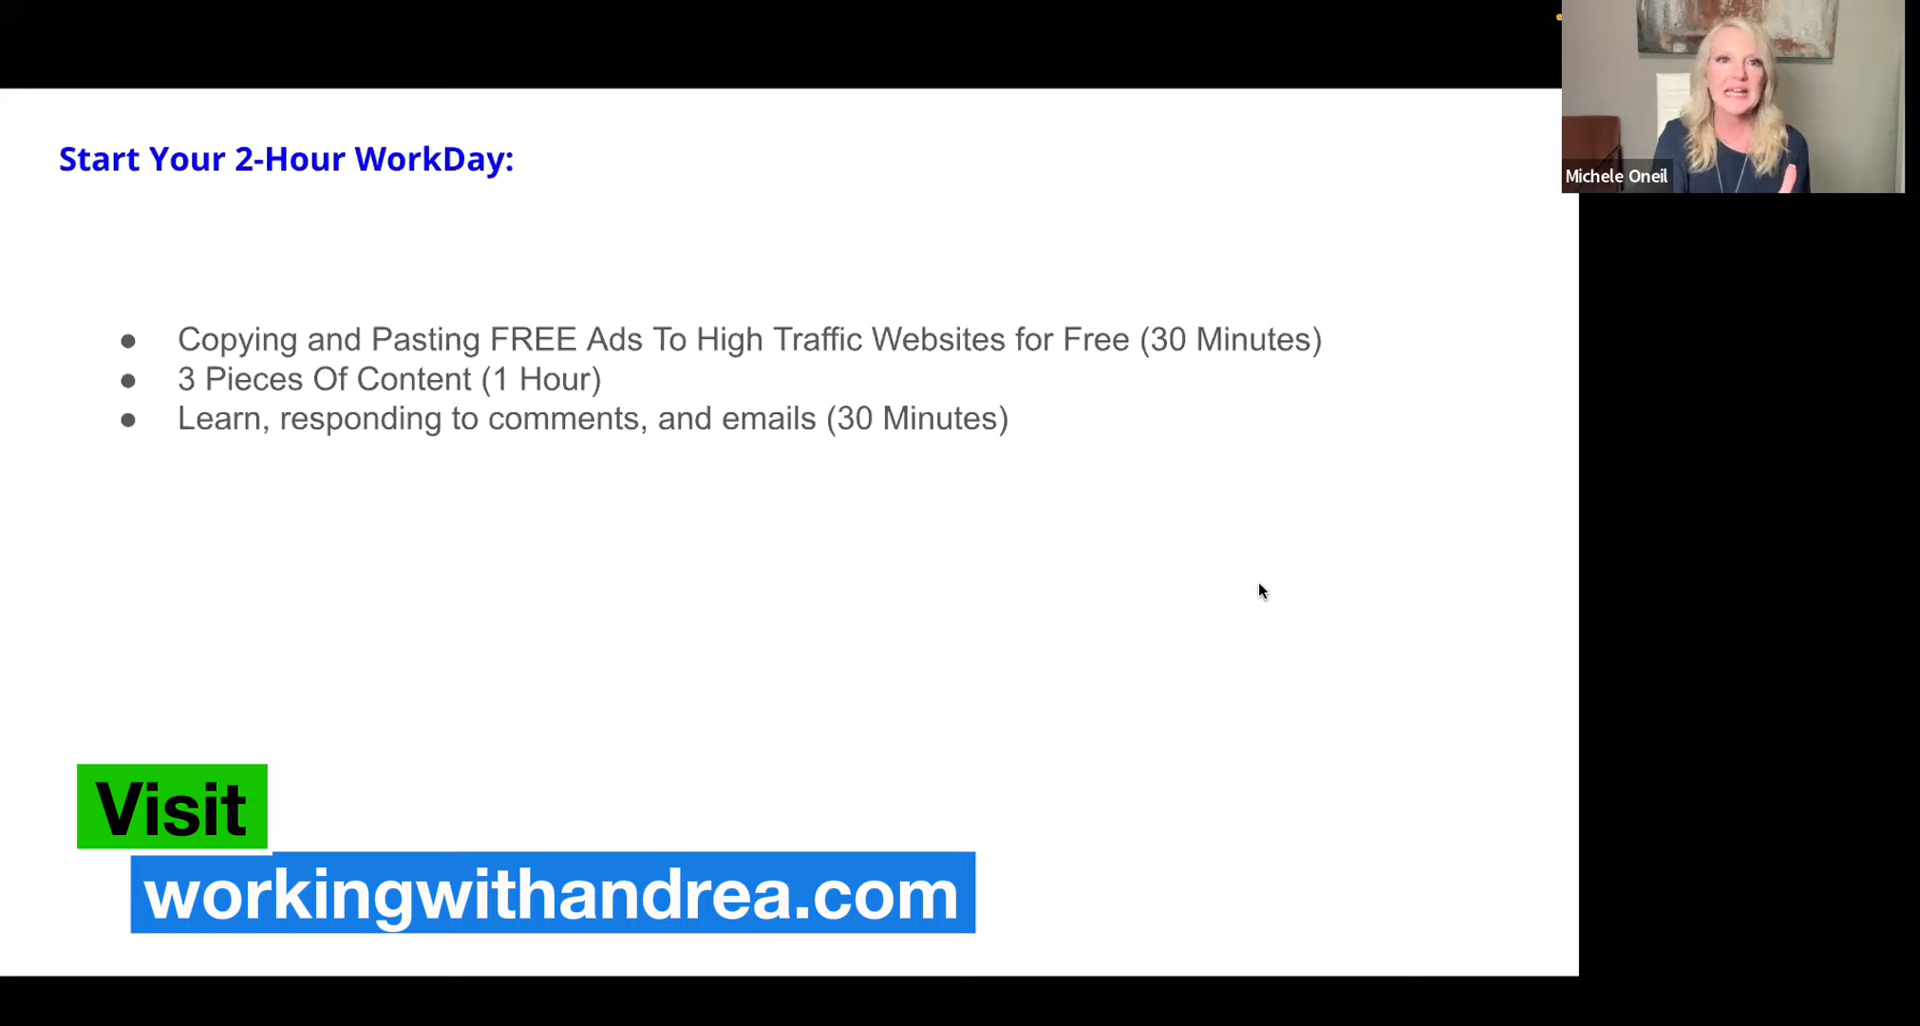 Start Your 2-Hour WorkDay:
Michele Oneil
● Copying and Pasting FREE Ads To High Traffic Websites for Free (30 Minutes)
● 3 Pieces Of Content (1 Hour)
● Learn, responding to comments, and emails (30 Minutes)
Visit
workingwithandrea.com